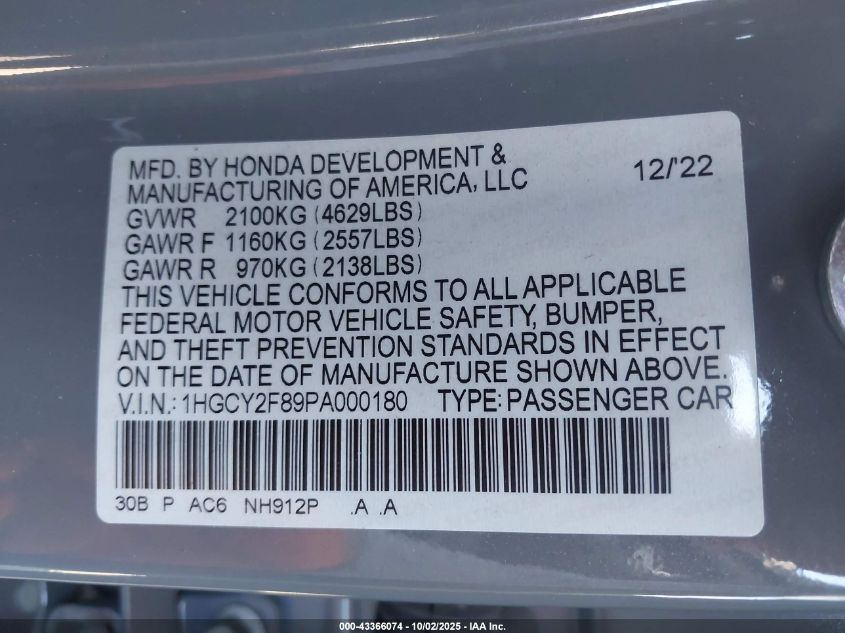 MFD. BY HONDA DEVELOPMENT &
MANUFACTURING OF AMERICA, LLC 12/'22
GVWR 2100KG (4629LBS)
GAWR F 1160KG (2557LBS)
GAWR R 970KG (2138LBS)
THIS VEHICLE CONFORMS TO ALL APPLICABLE
FEDERAL MOTOR VEHICLE SAFETY, BUMPER,
AND THEFT PREVENTION STANDARDS IN EFFECT
ON THE DATE OF MANUFACTURE SHOWN ABOVE.
V.I.N.: 1HGCY2F89PA000180 TYPE: PASSENGER CAR
30B P AC6 NH912P .A .A
000-43366074 | 10/02/2025 - IAA Inc.